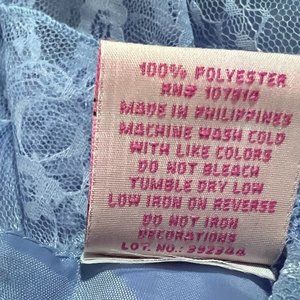 100% POLYESTER
RN# 107914
MADE IN PHILIPPINES
MACHINE WASH COLD
WITH LIKE COLORS
DO NOT BLEACH
TUMBLE DRY LOW
LOW IRON ON REVERSE
DO NOT IRON
DECORATIONS
LOT. NO.: